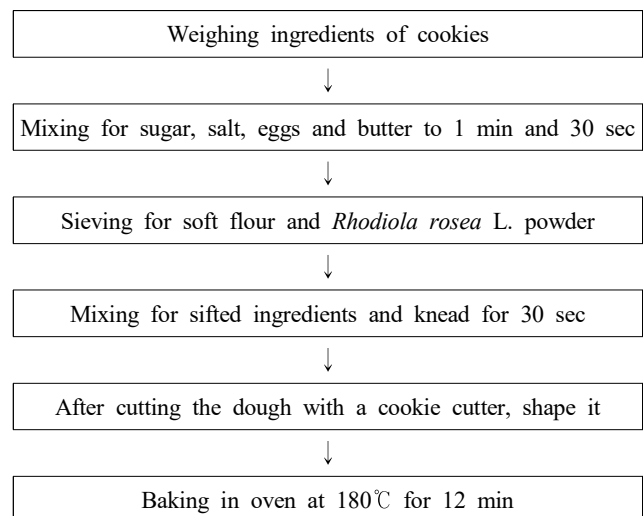 Weighing ingredients of cookies
↓
Mixing for sugar, salt, eggs and butter to 1 min and 30 sec
↓
Sieving for soft flour and Rhodiola rosea L. powder
↓
Mixing for sifted ingredients and knead for 30 sec
↓
After cutting the dough with a cookie cutter, shape it
↓
Baking in oven at 180℃ for 12 min